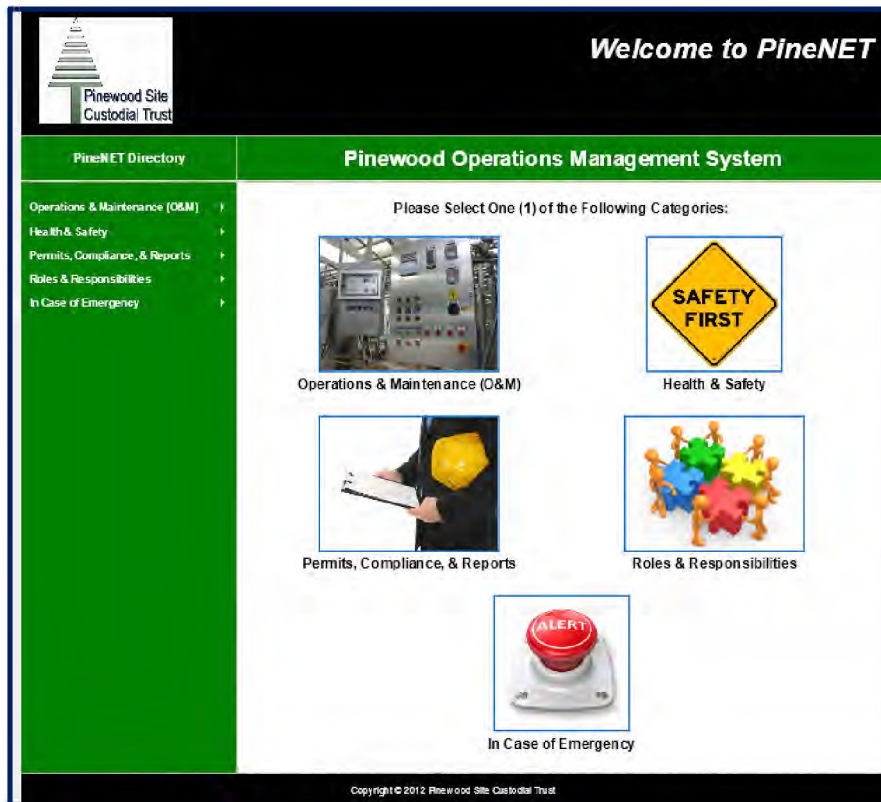 Pinewood Site
Custodial Trust
Welcome to PineNET
PineNET Directory
Pinewood Operations Management System
Operations & Maintenance (O&M)
Health & Safety
Permits, Compliance, & Reports
Roles & Responsibilities
In Case of Emergency
Please Select One (1) of the Following Categories:
SAFETY
FIRST
Operations & Maintenance (O&M)
Health & Safety
Permits, Compliance, & Reports
Roles & Responsibilities
ALERT
In Case of Emergency
Copyright © 2012 Pinewood Site Custodial Trust